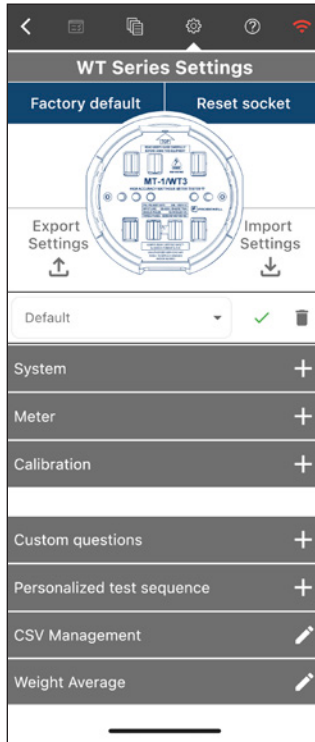 WT Series Settings
Factory default
Reset socket
MT-1/WT3
Export
Settings
Import
Settings
Default
System
Meter
Calibration
Custom questions
Personalized test sequence
CSV Management
Weight Average